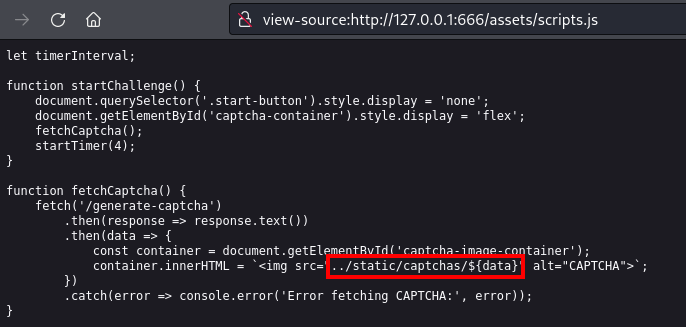 view-source:http://127.0.0.1:666/assets/scripts.js
let timerInterval;
function startChallenge() {
    document.querySelector('.start-button').style.display = 'none';
    document.getElementById('captcha-container').style.display = 'flex';
    fetchCaptcha();
    startTimer(4);
}
function fetchCaptcha() {
    fetch('/generate-captcha')
        .then(response => response.text())
        .then(data => {
            const container = document.getElementById('captcha-image-container');
            container.innerHTML = `<img src="../static/captchas/${data}" alt="CAPTCHA">`;
        })
        .catch(error => console.error('Error fetching CAPTCHA:', error));
}